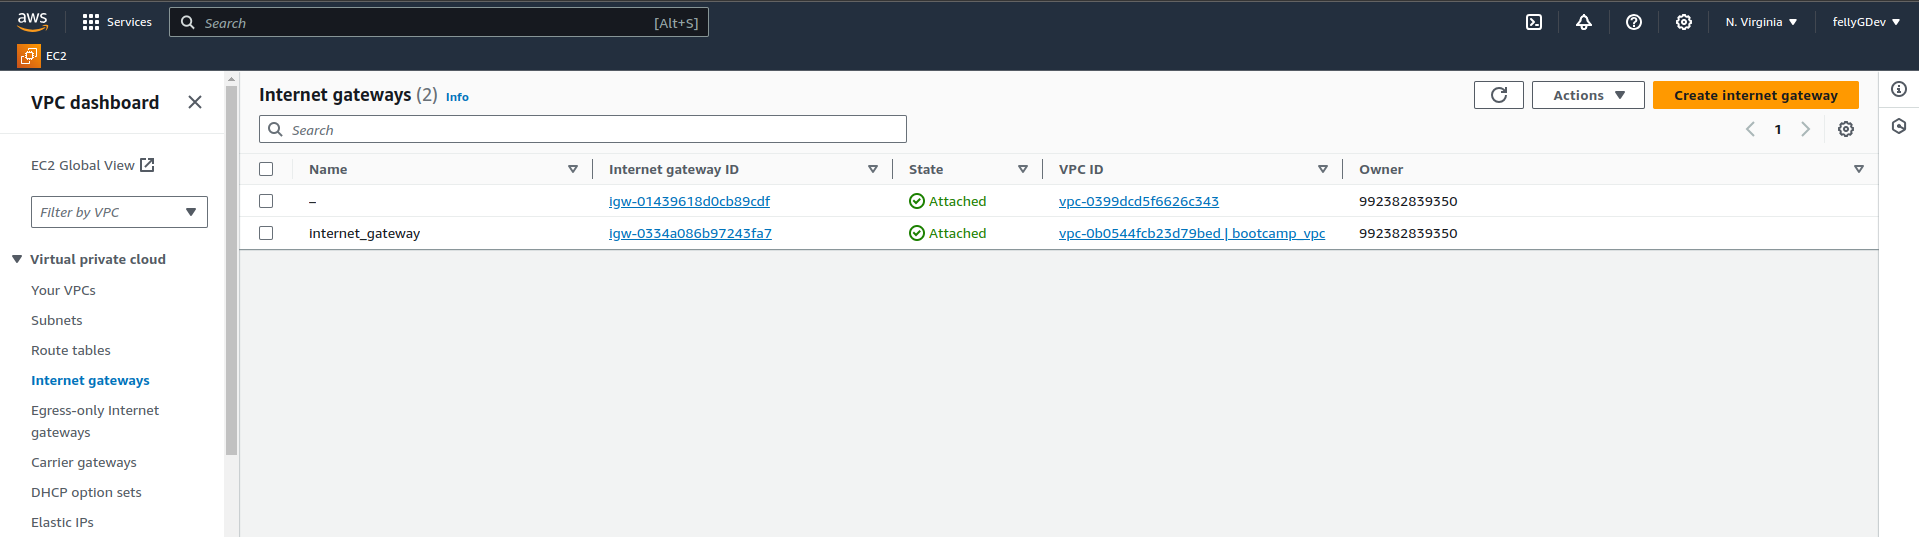 aws
Services
Search
[Alt+S]
N. Virginia
fellyGDev
EC2
VPC dashboard
EC2 Global View
Filter by VPC
Virtual private cloud
Your VPCs
Subnets
Route tables
Internet gateways
Egress-only Internet
gateways
Carrier gateways
DHCP option sets
Elastic IPs
Internet gateways (2) Info
Actions
Create internet gateway
Search
1
Name Internet gateway ID State VPC ID Owner
– igw-01439618d0cb89cdf Attached vpc-0399dcd5f6626c343 992382839350
internet_gateway igw-0334a086b97243fa7 Attached vpc-0b0544fcb23d79bed | bootcamp_vpc 992382839350